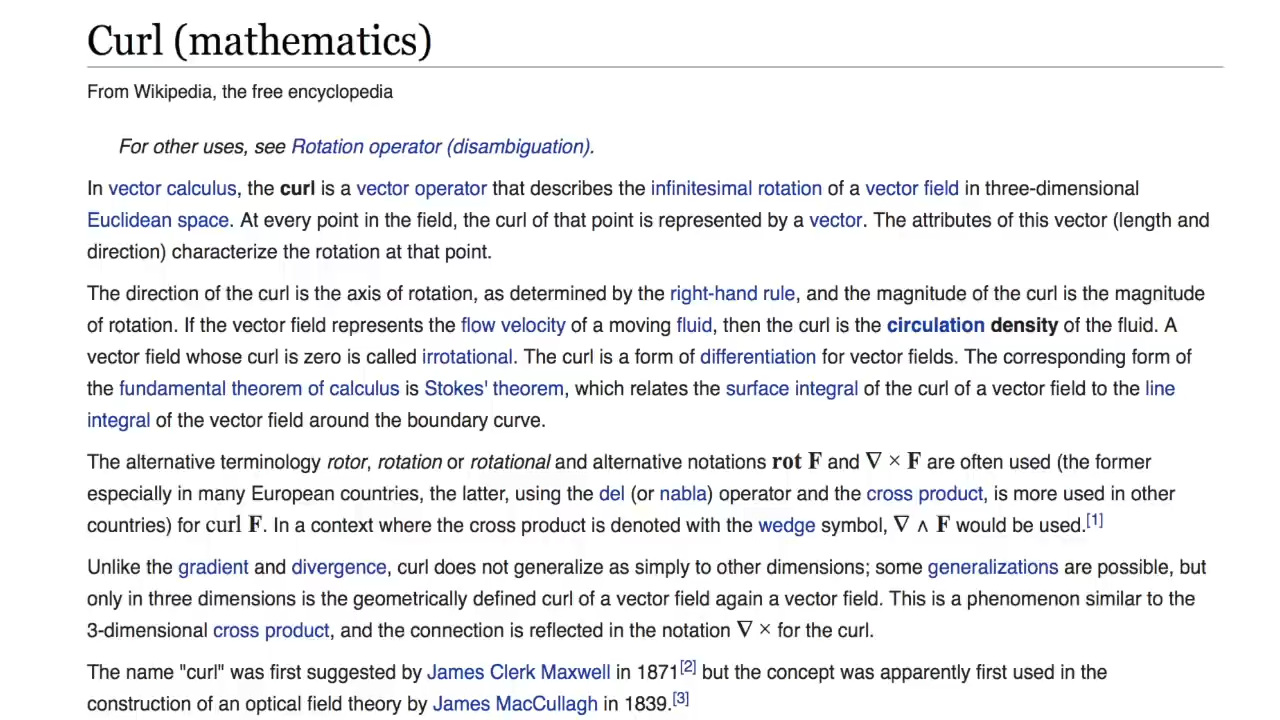 Curl (mathematics)
From Wikipedia, the free encyclopedia
For other uses, see Rotation operator (disambiguation).
In vector calculus, the curl is a vector operator that describes the infinitesimal rotation of a vector field in three-dimensional
Euclidean space. At every point in the field, the curl of that point is represented by a vector. The attributes of this vector (length and
direction) characterize the rotation at that point.
The direction of the curl is the axis of rotation, as determined by the right-hand rule, and the magnitude of the curl is the magnitude
of rotation. If the vector field represents the flow velocity of a moving fluid, then the curl is the circulation density of the fluid. A
vector field whose curl is zero is called irrotational. The curl is a form of differentiation for vector fields. The corresponding form of
the fundamental theorem of calculus is Stokes' theorem, which relates the surface integral of the curl of a vector field to the line
integral of the vector field around the boundary curve.
The alternative terminology rotor, rotation or rotational and alternative notations rot F and ∇ × F are often used (the former
especially in many European countries, the latter, using the del (or nabla) operator and the cross product, is more used in other
countries) for curl F. In a context where the cross product is denoted with the wedge symbol, ∇ ∧ F would be used.[1]
Unlike the gradient and divergence, curl does not generalize as simply to other dimensions; some generalizations are possible, but
only in three dimensions is the geometrically defined curl of a vector field again a vector field. This is a phenomenon similar to the
3-dimensional cross product, and the connection is reflected in the notation ∇ × for the curl.
The name "curl" was first suggested by James Clerk Maxwell in 1871[2] but the concept was apparently first used in the
construction of an optical field theory by James MacCullagh in 1839.[3]